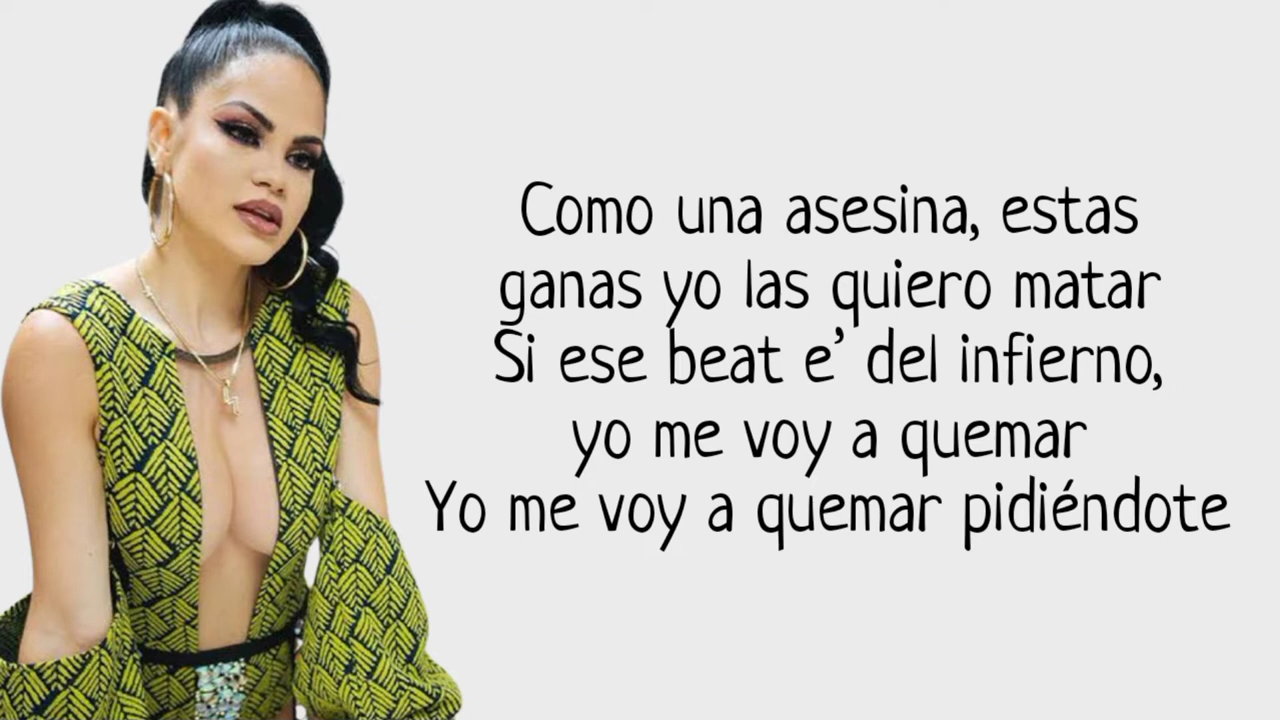 Como una asesina, estas
ganas yo las quiero matar
Si ese beat e' del infierno,
yo me voy a quemar
Yo me voy a quemar pidiéndote